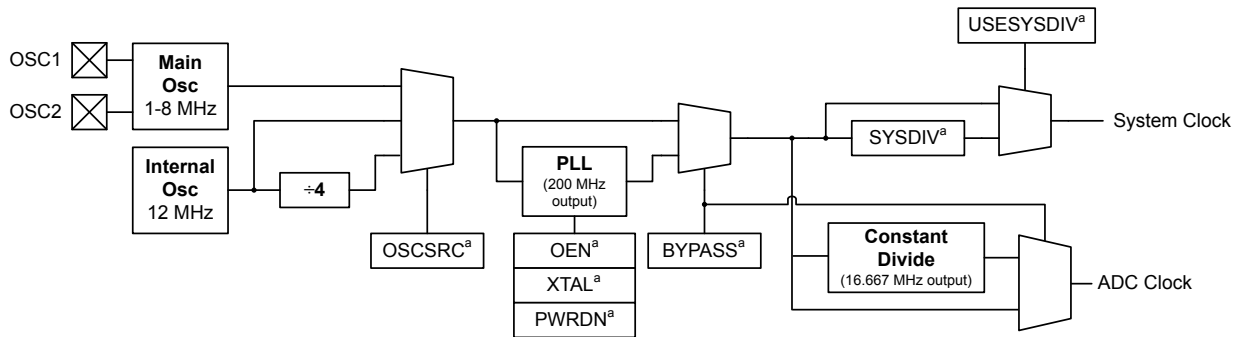 USESYSDIVᵃ
OSC1
OSC2
Main
Osc
1-8 MHz
Internal
Osc
12 MHz
÷4
OSCSRCᵃ
PLL
(200 MHz
output)
OENᵃ
XTALᵃ
PWRDNᵃ
BYPASSᵃ
SYSDIVᵃ
System Clock
Constant
Divide
(16.667 MHz output)
ADC Clock